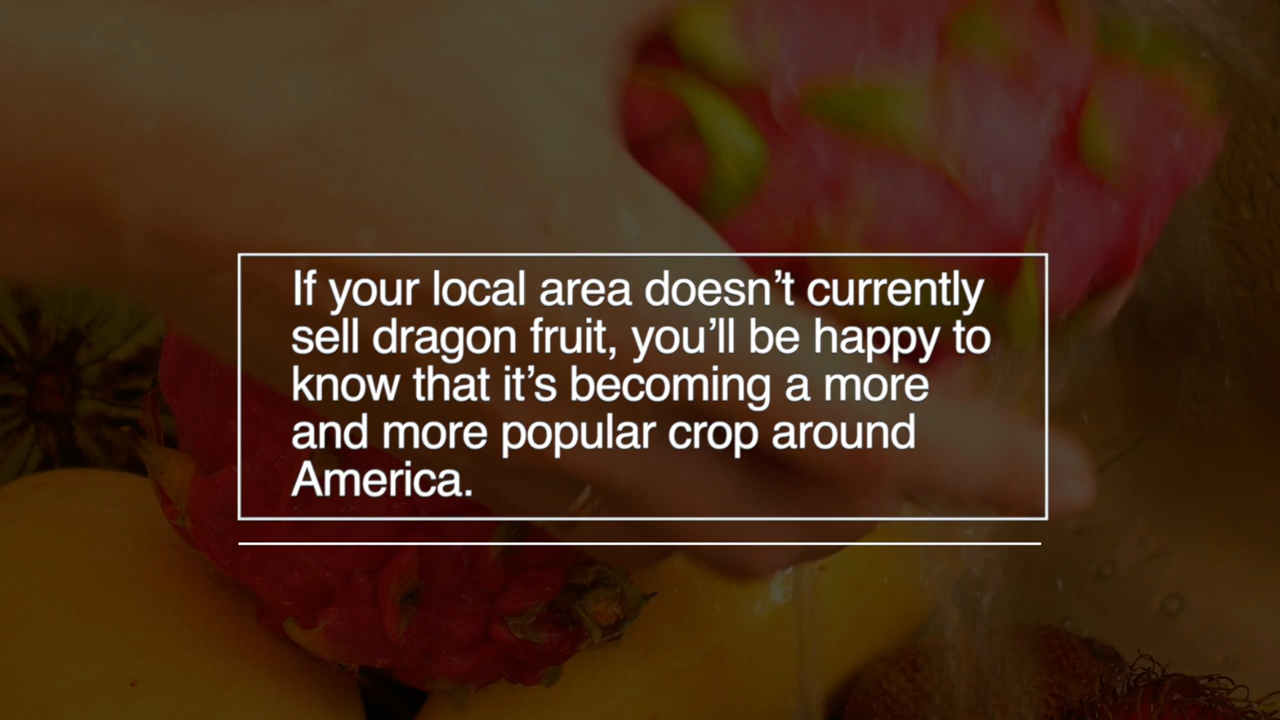 If your local area doesn’t currently
sell dragon fruit, you’ll be happy to
know that it’s becoming a more
and more popular crop around
America.